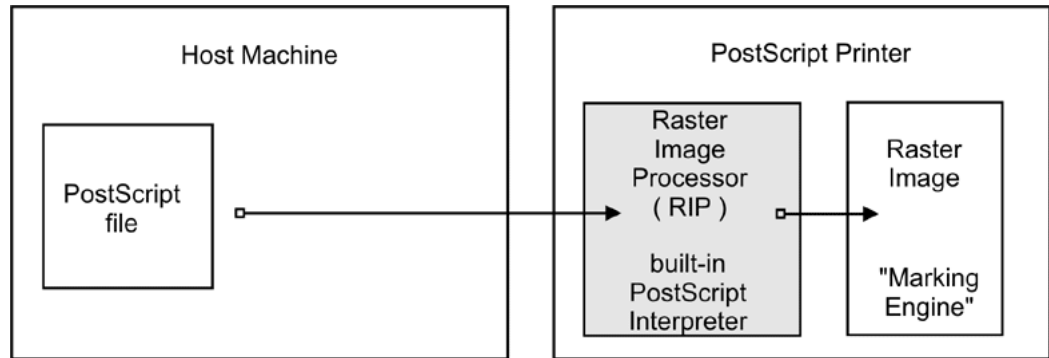 Host Machine
PostScript
file
PostScript Printer
Raster
Image
Processor
( RIP )
built-in
PostScript
Interpreter
Raster
Image
"Marking
Engine"